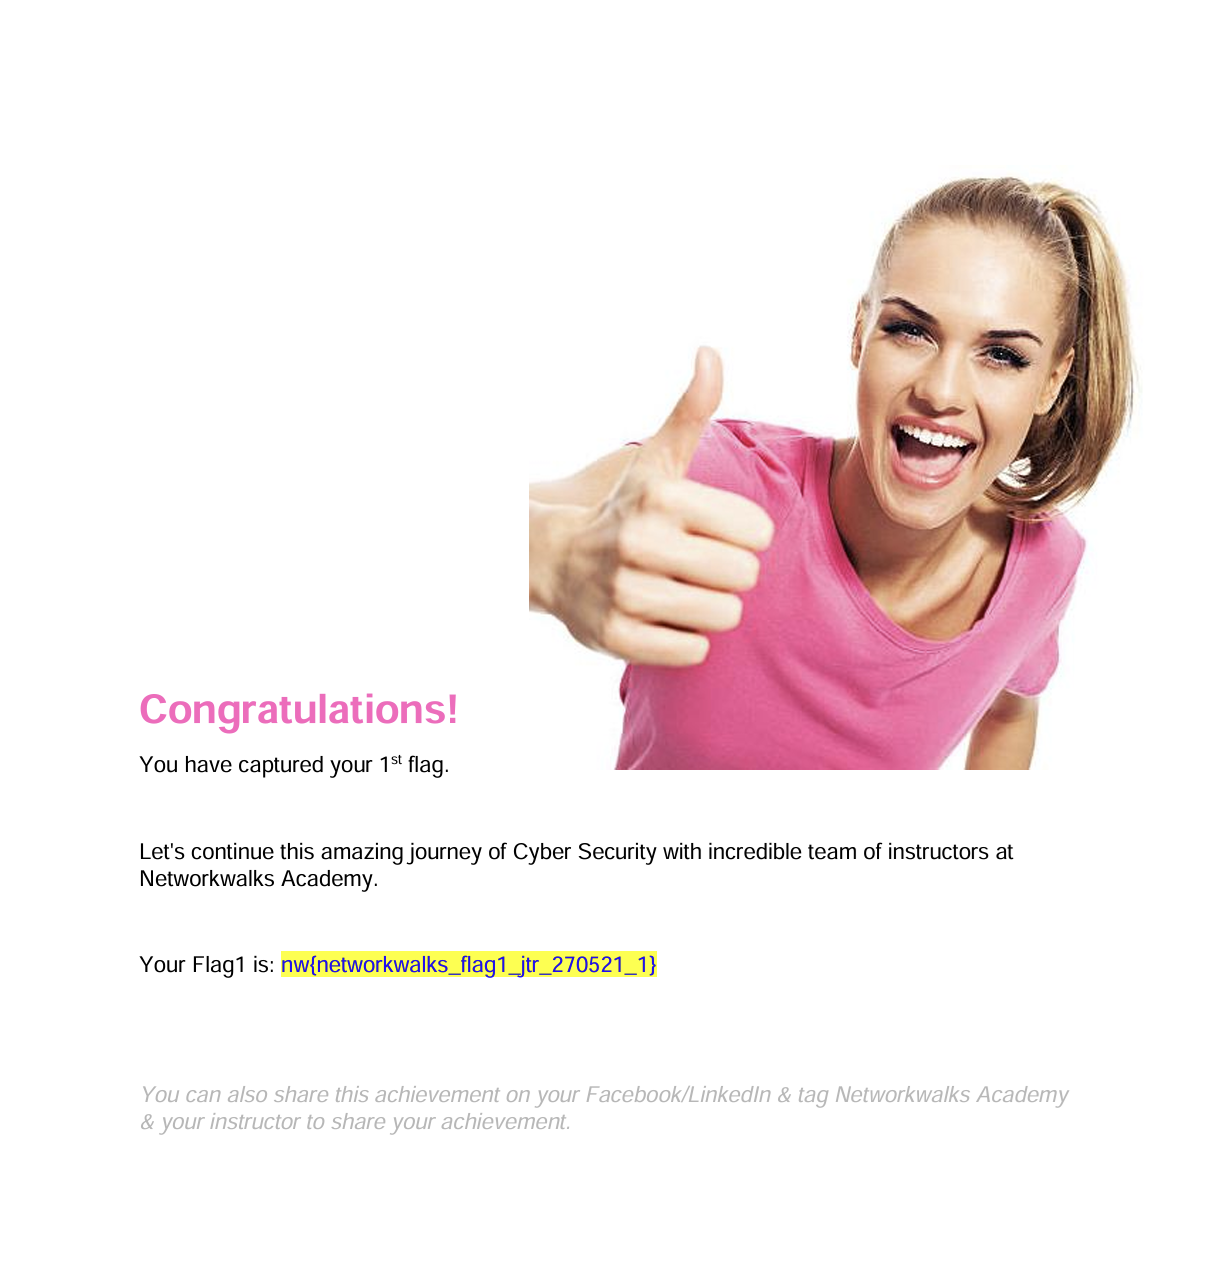 Congratulations!
You have captured your 1st flag.
Let's continue this amazing journey of Cyber Security with incredible team of instructors at
Networkwalks Academy.
Your Flag1 is: nw{networkwalks_flag1_jtr_270521_1}
You can also share this achievement on your Facebook/LinkedIn & tag Networkwalks Academy
& your instructor to share your achievement.